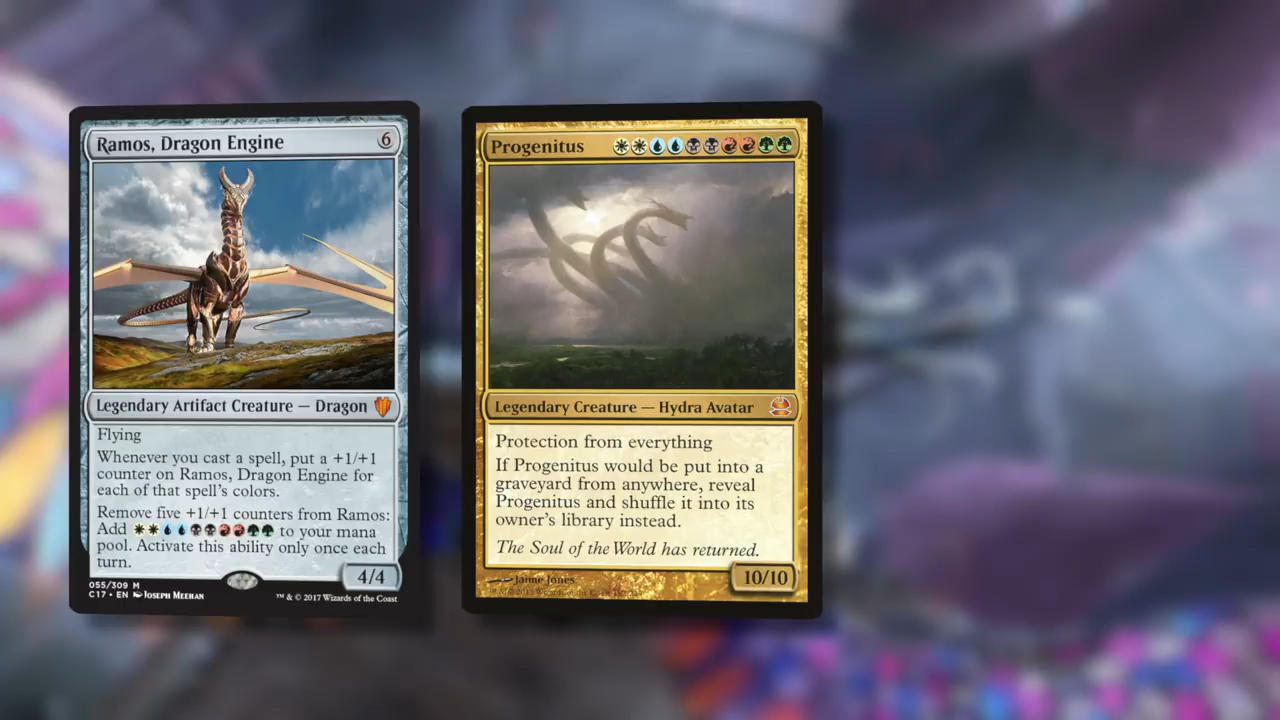 Ramos, Dragon Engine
6
Legendary Artifact Creature — Dragon
Flying
Whenever you cast a spell, put a +1/+1
counter on Ramos, Dragon Engine for
each of that spell's colors.
Remove five +1/+1 counters from Ramos:
Add to your mana
pool. Activate this ability only once each
turn.
4/4
055/309 M
C17 • EN Joseph Meehan
™ & © 2017 Wizards of the Coast
Progenitus
Legendary Creature — Hydra Avatar
Protection from everything
If Progenitus would be put into a
graveyard from anywhere, reveal
Progenitus and shuffle it into its
owner's library instead.
The Soul of the World has returned.
Jaime Jones
10/10